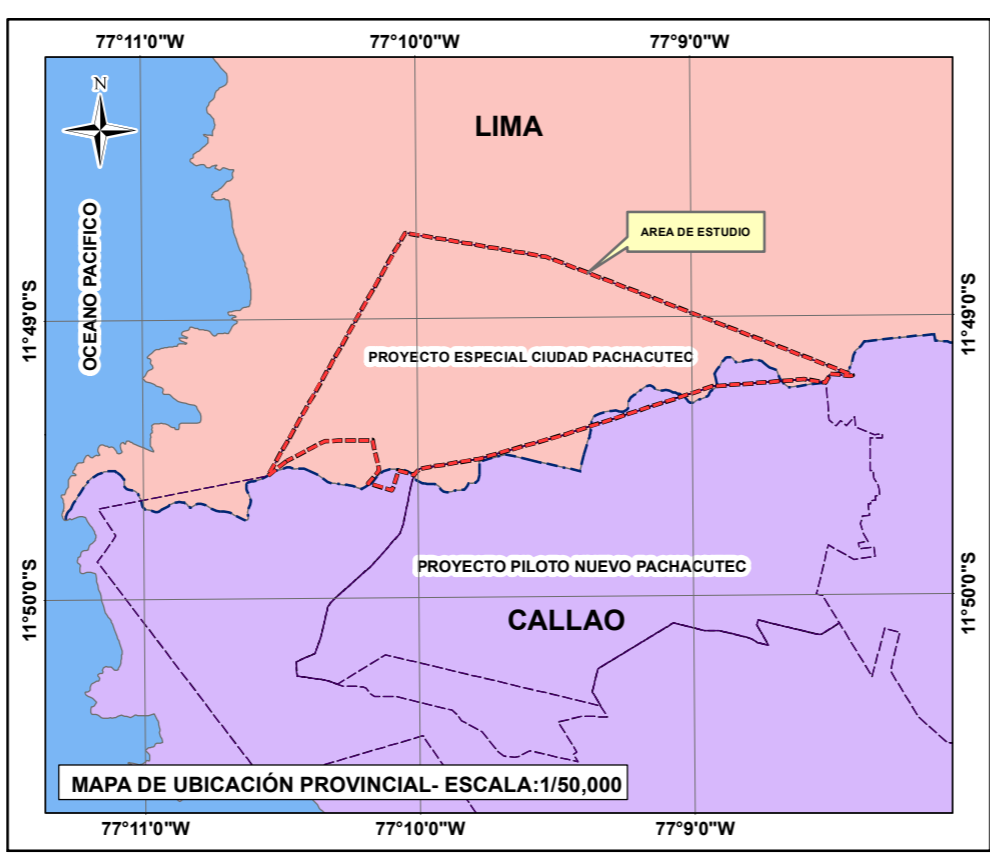 77°11'0"W
77°10'0"W
77°9'0"W
N
LIMA
OCEANO PACIFICO
AREA DE ESTUDIO
11°49'0"S
11°49'0"S
PROYECTO ESPECIAL CIUDAD PACHACUTEC
PROYECTO PILOTO NUEVO PACHACUTEC
11°50'0"S
11°50'0"S
CALLAO
MAPA DE UBICACIÓN PROVINCIAL- ESCALA:1/50,000
77°11'0"W
77°10'0"W
77°9'0"W